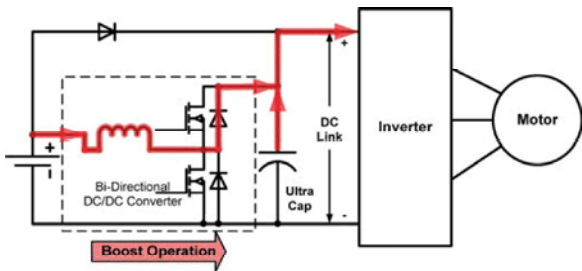 +
DC
Link
Inverter
Motor
+
-
Bi-Directional
DC/DC Converter
Ultra
Cap
-
Boost Operation